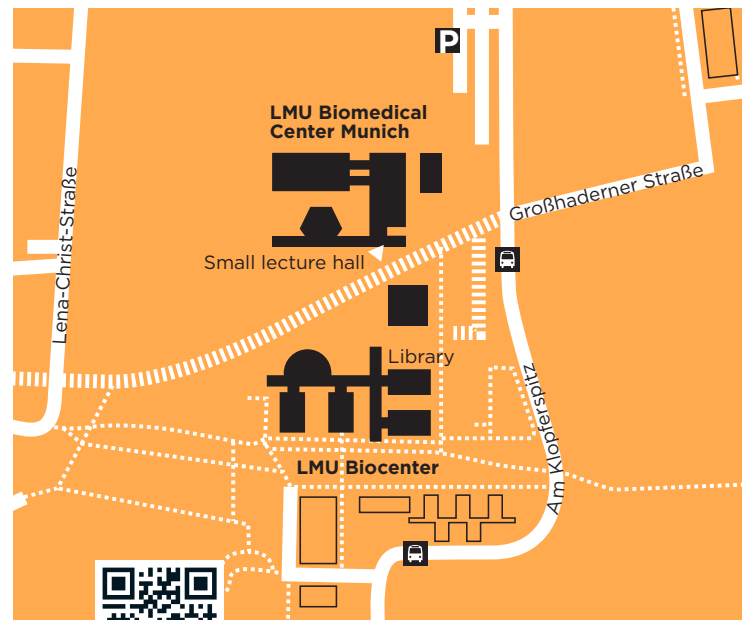 P
LMU Biomedical
Center Munich
Großhaderner Straße
Lena-Christ-Straße
Small lecture hall
Library
Am Klopferspitz
LMU Biocenter